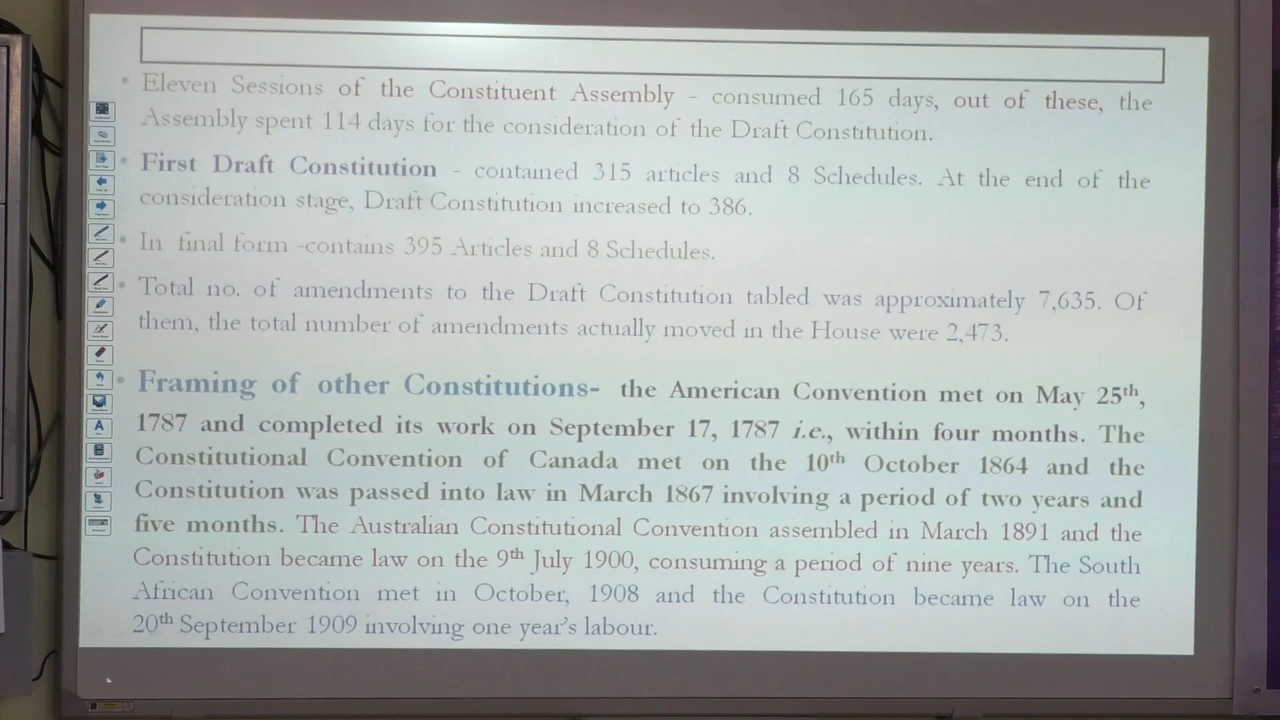 • Eleven Sessions of the Constituent Assembly - consumed 165 days, out of these, the
Assembly spent 114 days for the consideration of the Draft Constitution.
• First Draft Constitution - contained 315 articles and 8 Schedules. At the end of the
consideration stage, Draft Constitution increased to 386.
• In final form -contains 395 Articles and 8 Schedules.
• Total no. of amendments to the Draft Constitution tabled was approximately 7,635. Of
them, the total number of amendments actually moved in the House were 2,473.
• Framing of other Constitutions- the American Convention met on May 25th,
1787 and completed its work on September 17, 1787 i.e., within four months. The
Constitutional Convention of Canada met on the 10th October 1864 and the
Constitution was passed into law in March 1867 involving a period of two years and
five months. The Australian Constitutional Convention assembled in March 1891 and the
Constitution became law on the 9th July 1900, consuming a period of nine years. The South
African Convention met in October, 1908 and the Constitution became law on the
20th September 1909 involving one year's labour.